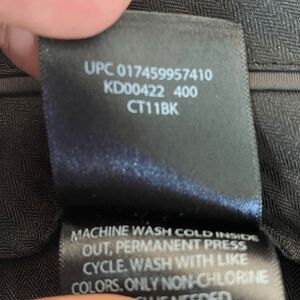 UPC 017459957410
KD00422 400
CT11BK
MACHINE WASH COLD INSIDE
OUT, PERMANENT PRESS
CYCLE. WASH WITH LIKE
COLORS. ONLY NON-CHLORINE